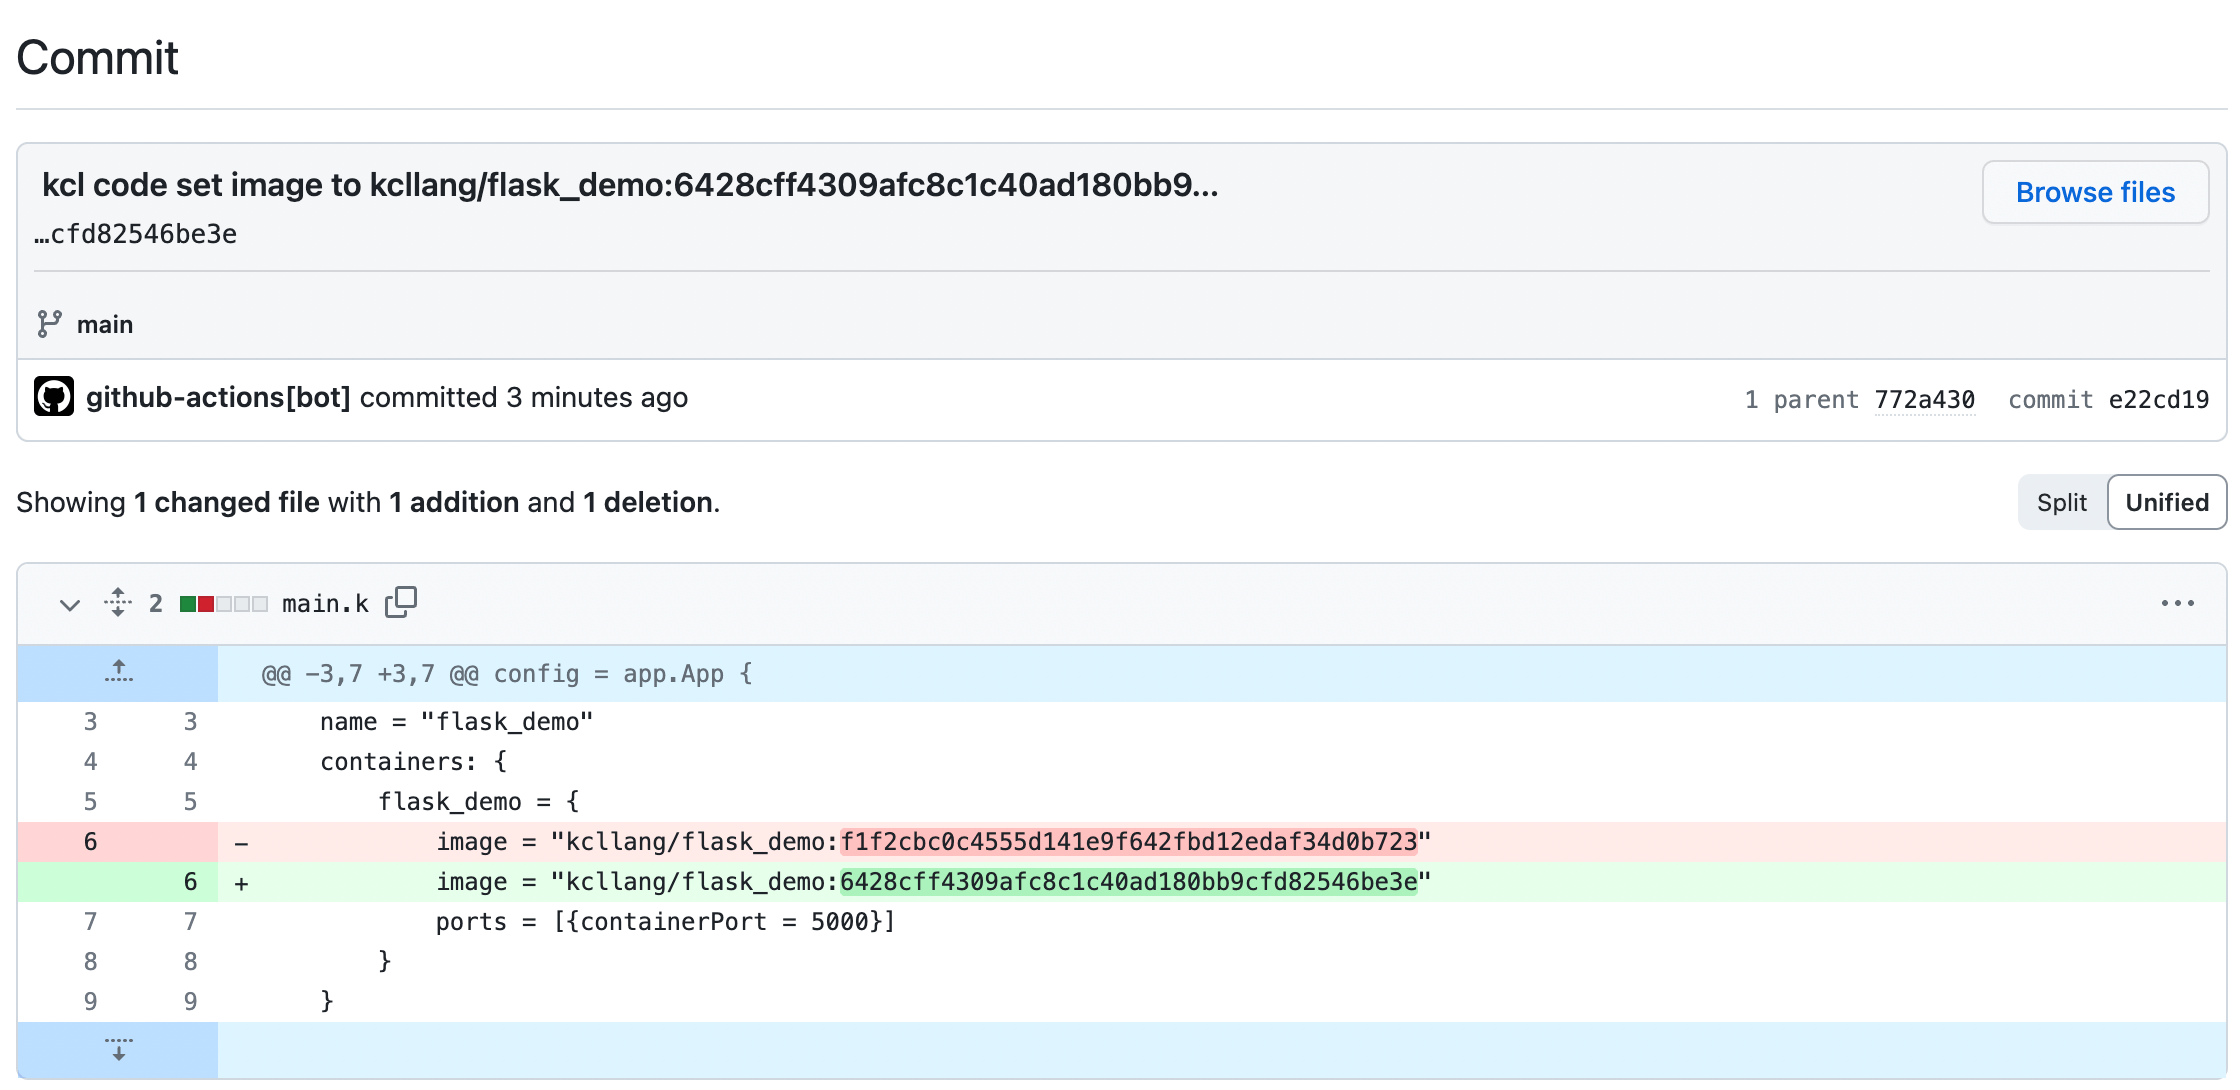 Commit
kcl code set image to kcllang/flask_demo:6428cff4309afc8c1c40ad180bb9...
Browse files
…cfd82546be3e
main
github-actions[bot] committed 3 minutes ago
1 parent 772a430 commit e22cd19
Showing 1 changed file with 1 addition and 1 deletion.
Split Unified
2 main.k
@@ -3,7 +3,7 @@ config = app.App {
3 3 name = "flask_demo"
4 4 containers: {
5 5 flask_demo = {
6 - image = "kcllang/flask_demo:f1f2cbc0c4555d141e9f642fbd12edaf34d0b723"
6 + image = "kcllang/flask_demo:6428cff4309afc8c1c40ad180bb9cfd82546be3e"
7 7 ports = [{containerPort = 5000}]
8 8 }
9 9 }